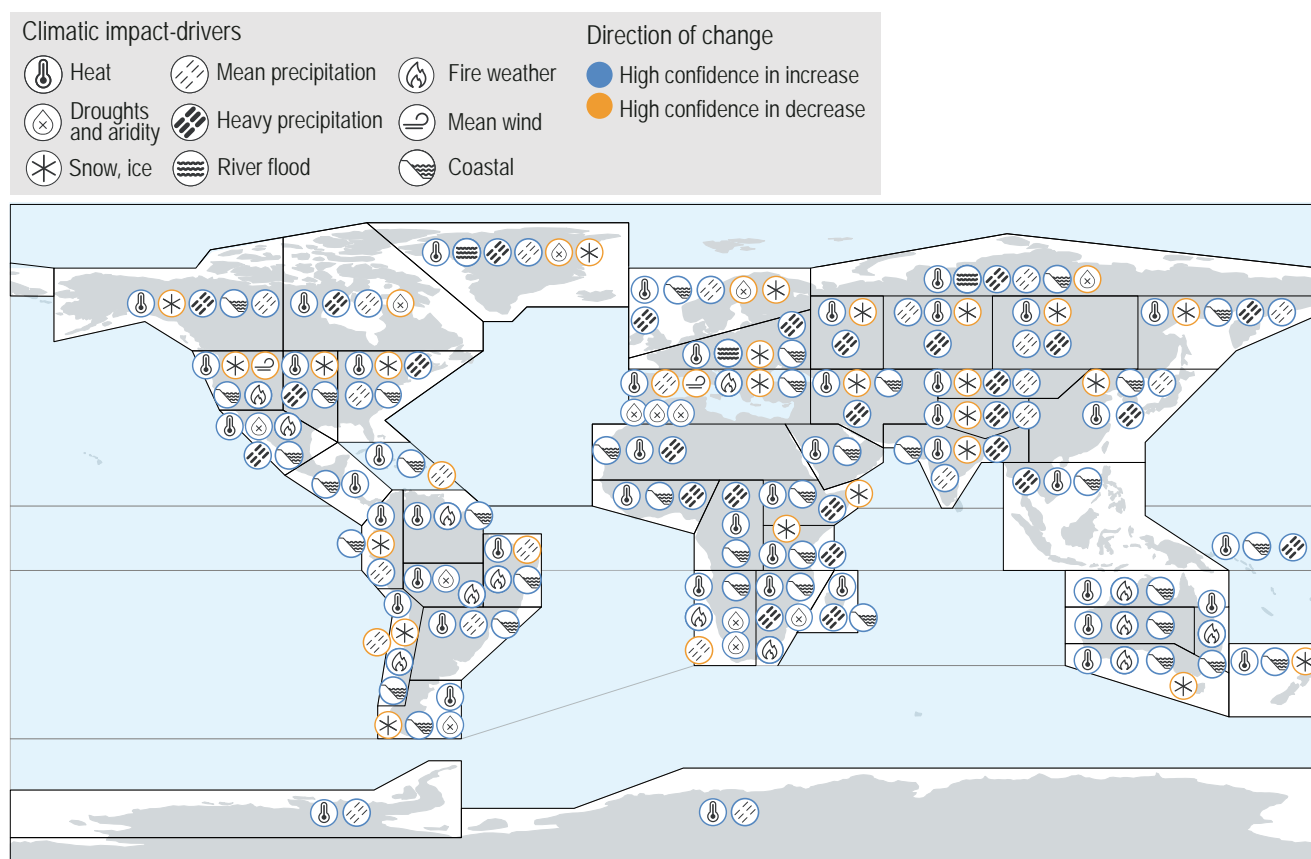 Climatic impact-drivers
Heat
Mean precipitation
Fire weather
Droughts
and aridity
Heavy precipitation
Mean wind
Snow, ice
River flood
Coastal
Direction of change
High confidence in increase
High confidence in decrease